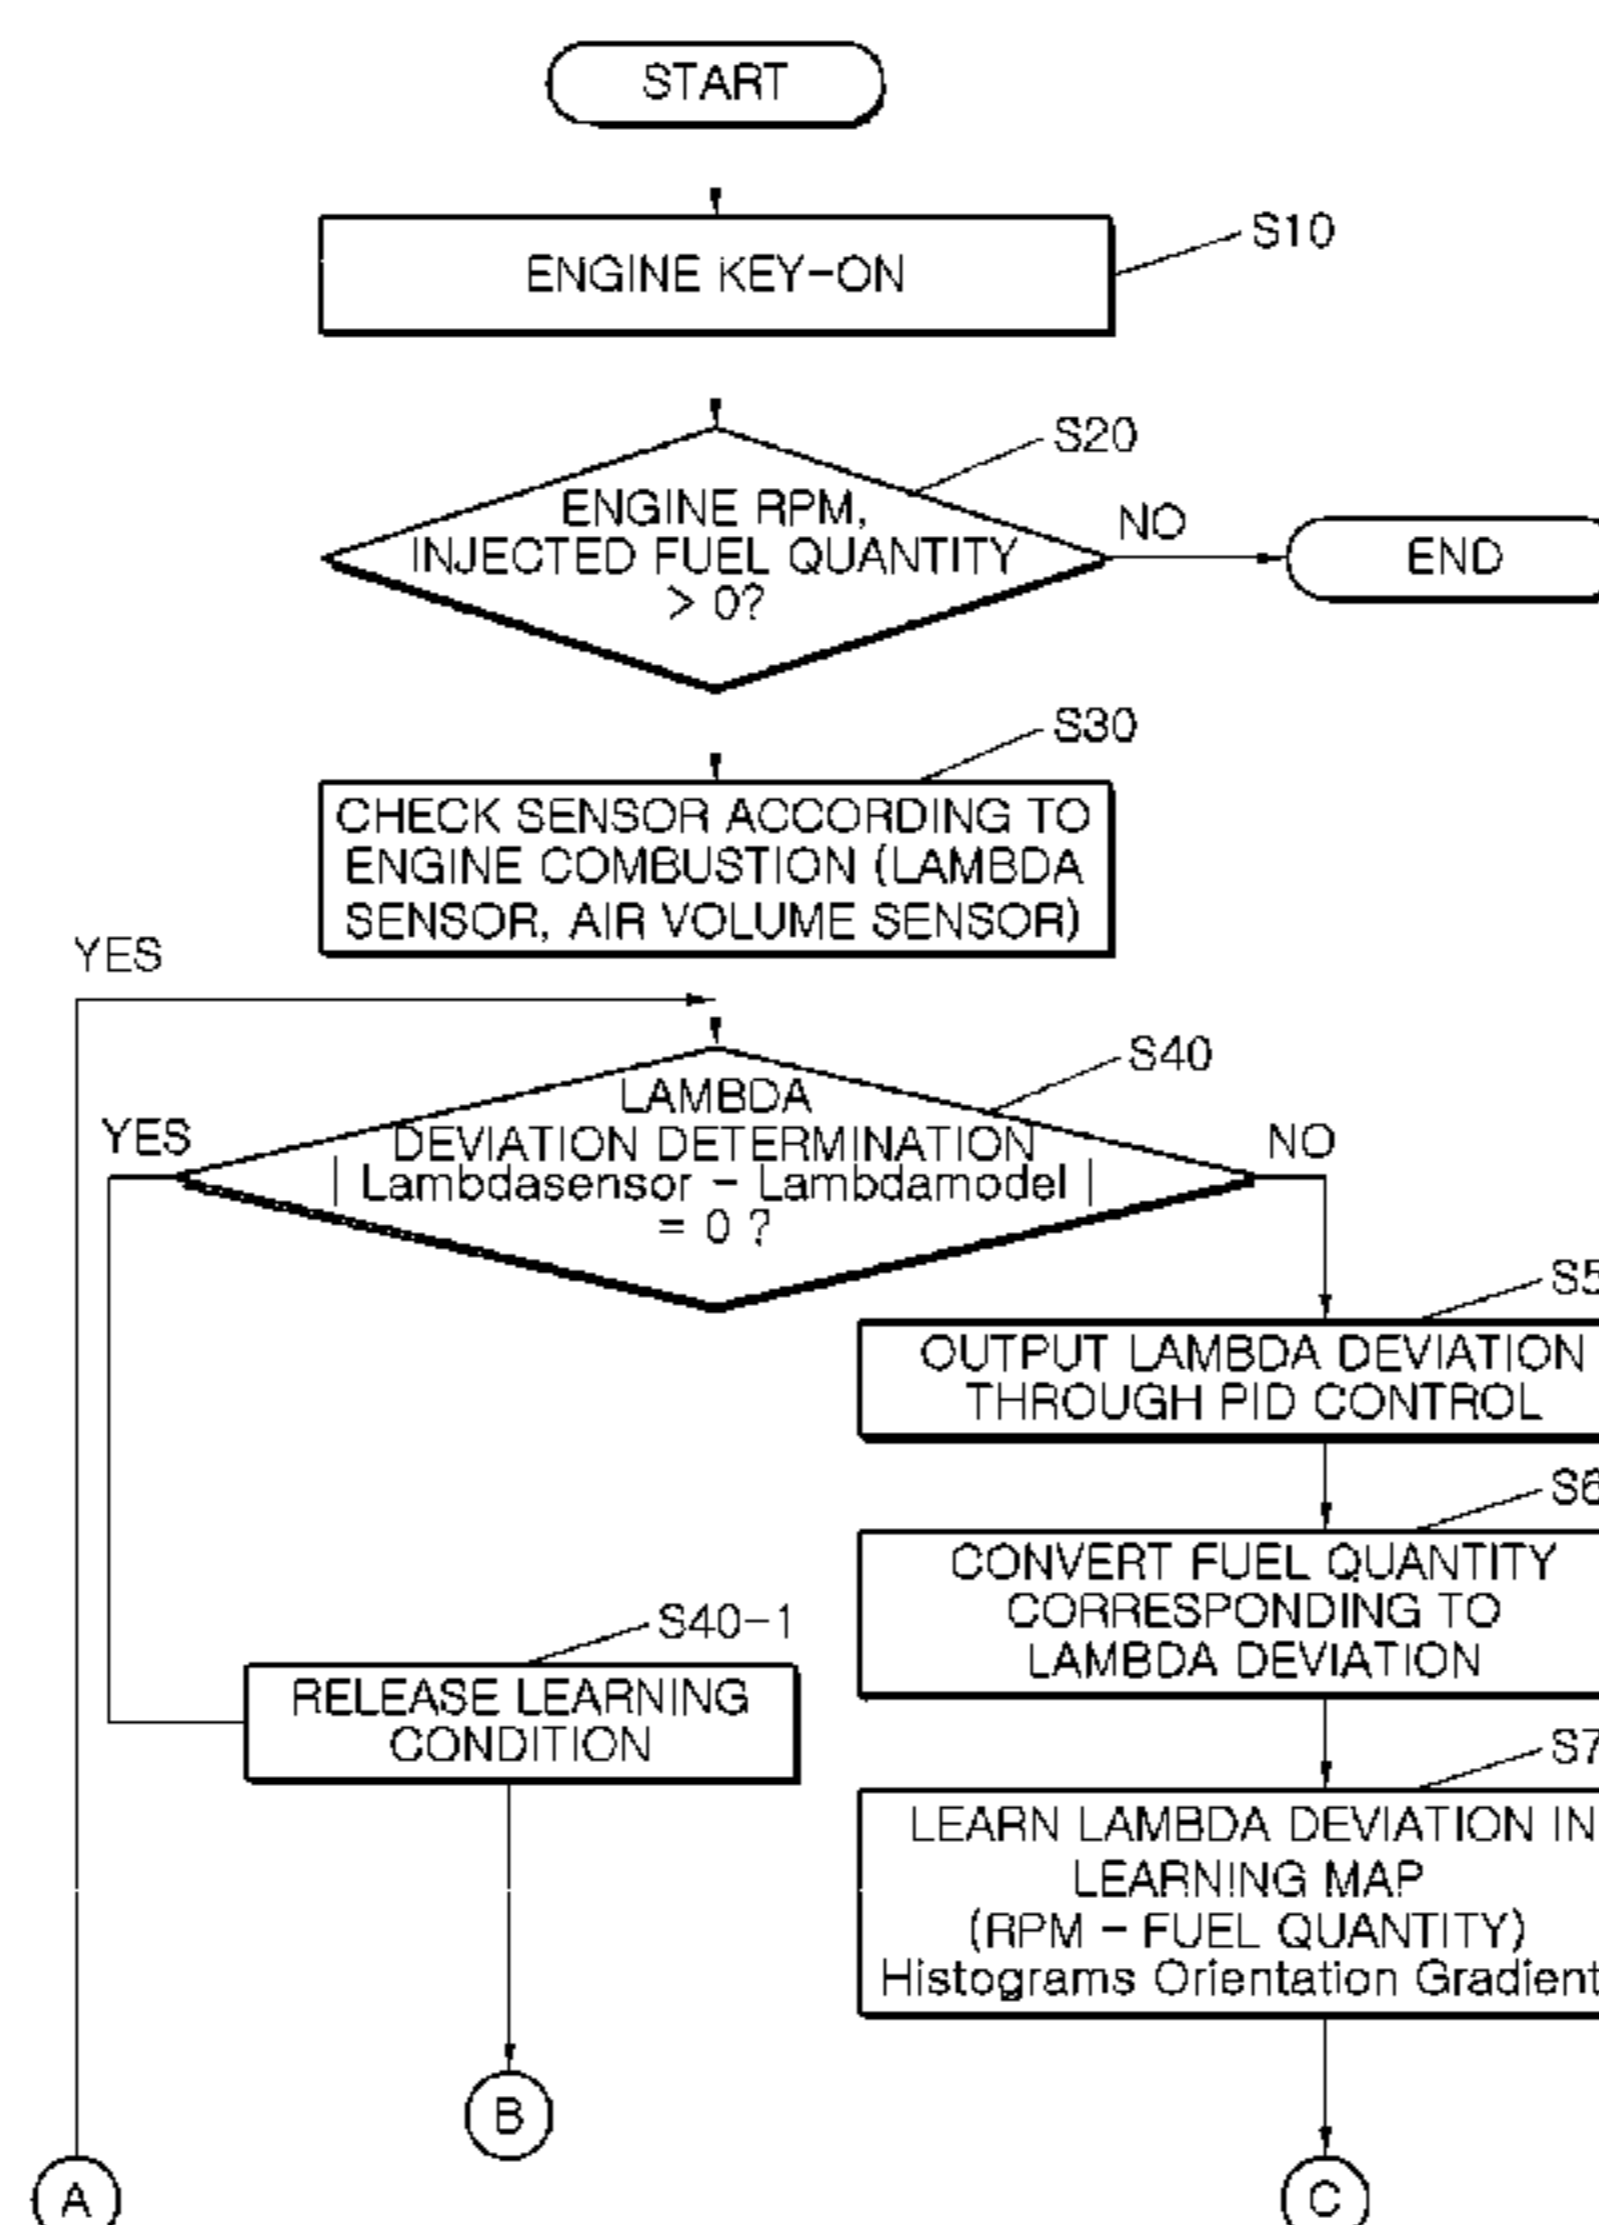 START
ENGINE KEY-ON
S10
S20
ENGINE RPM,
INJECTED FUEL QUANTITY
> 0?
NO
END
S30
CHECK SENSOR ACCORDING TO
ENGINE COMBUSTION (LAMBDA
SENSOR, AIR VOLUME SENSOR)
YES
S40
LAMBDA
DEVIATION DETERMINATION
| Lambdasensor - Lambdamodel |
= 0 ?
YES
NO
S5
OUTPUT LAMBDA DEVIATION
THROUGH PID CONTROL
S6
CONVERT FUEL QUANTITY
CORRESPONDING TO
LAMBDA DEVIATION
S40-1
RELEASE LEARNING
CONDITION
S7
LEARN LAMBDA DEVIATION IN
LEARNING MAP
(RPM - FUEL QUANTITY)
Histograms Orientation Gradient
B
A
C